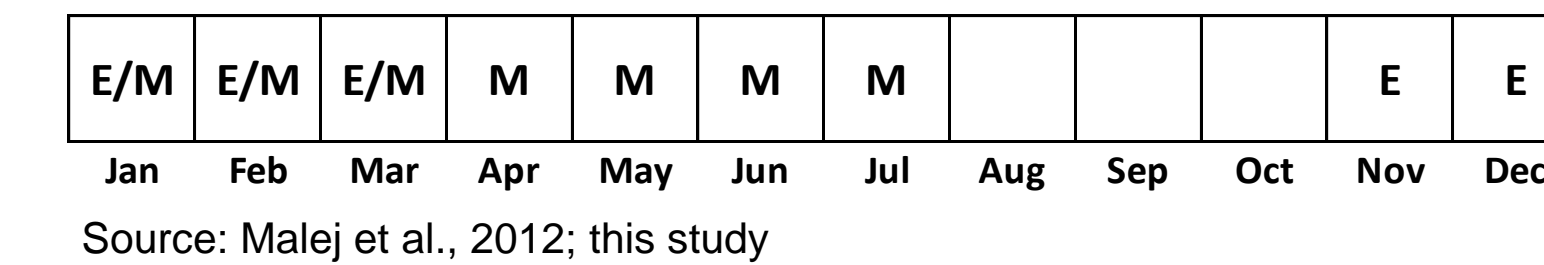 E/M E/M E/M M M M M E E
Jan Feb Mar Apr May Jun Jul Aug Sep Oct Nov Dec
Source: Malej et al., 2012; this study